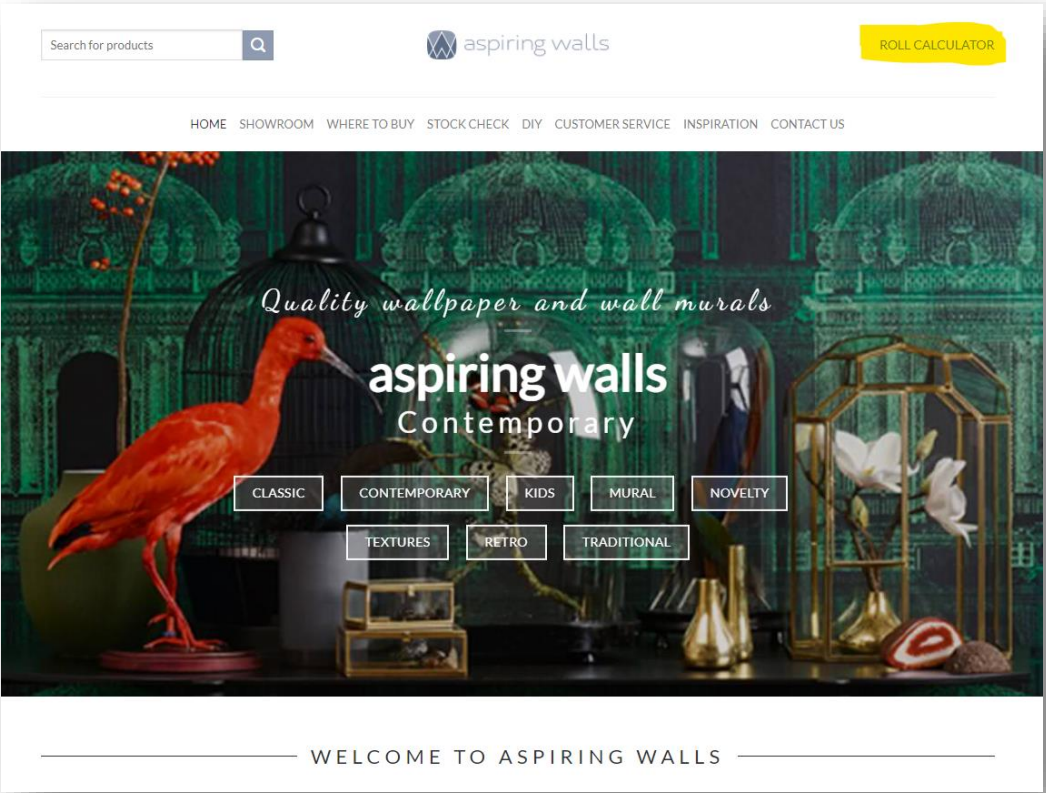 Search for products
aspiring walls
ROLL CALCULATOR
HOME SHOWROOM WHERE TO BUY STOCK CHECK DIY CUSTOMER SERVICE INSPIRATION CONTACT US
Quality wallpaper and wall murals
aspiring walls
Contemporary
CLASSIC CONTEMPORARY KIDS MURAL NOVELTY
TEXTURES RETRO TRADITIONAL
WELCOME TO ASPIRING WALLS